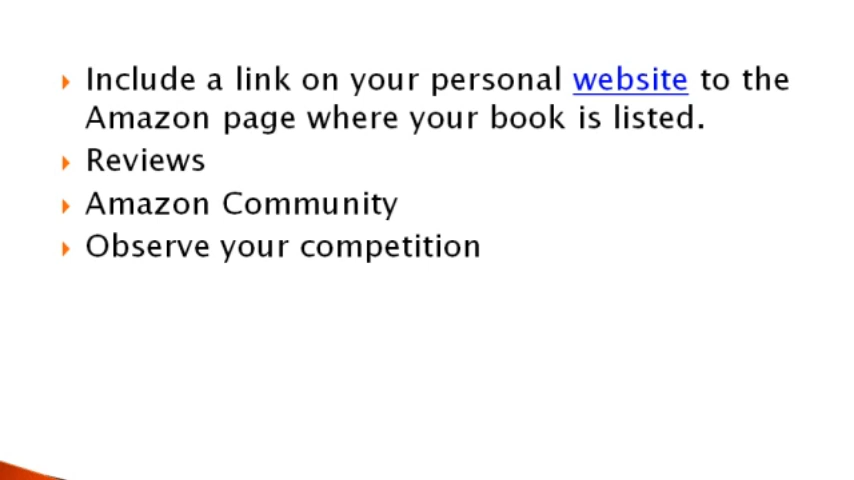 Include a link on your personal website to the
Amazon page where your book is listed.
Reviews
Amazon Community
Observe your competition